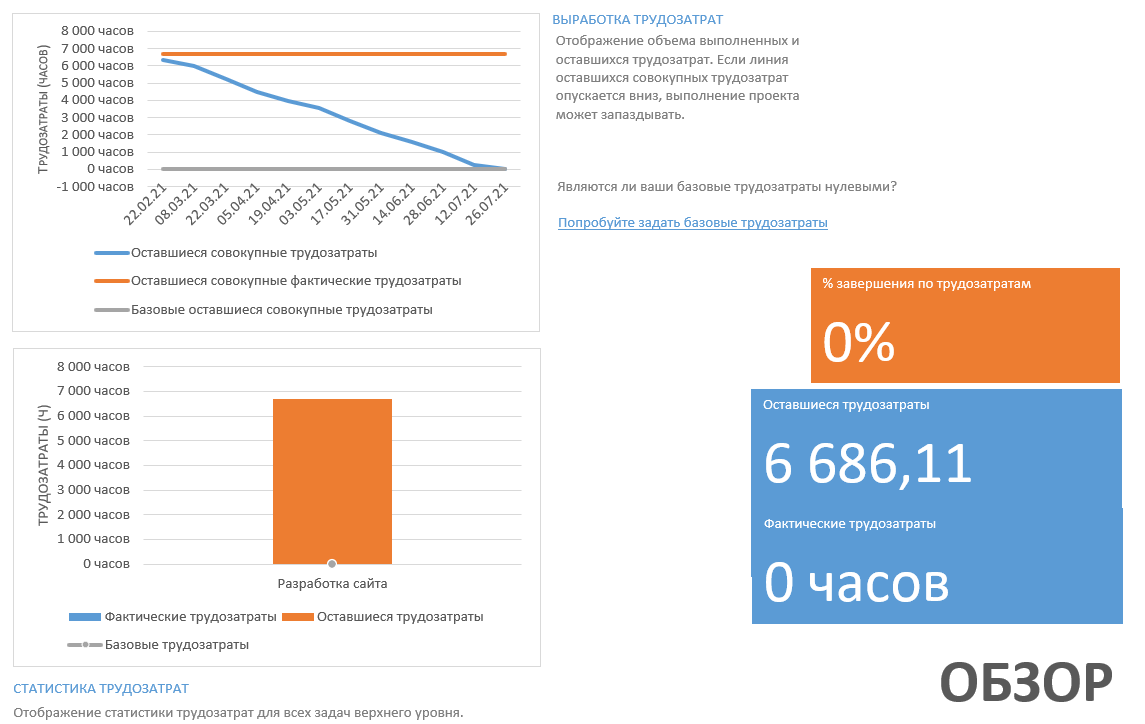 8 000 часов
7 000 часов
6 000 часов
5 000 часов
4 000 часов
3 000 часов
2 000 часов
1 000 часов
0 часов
-1 000 часов
ТРУДОЗАТРАТЫ (ЧАСОВ)
22.02.21
08.03.21
22.03.21
05.04.21
19.04.21
03.05.21
17.05.21
31.05.21
14.06.21
28.06.21
12.07.21
26.07.21
Оставшиеся совокупные трудозатраты
Оставшиеся совокупные фактические трудозатраты
Базовые оставшиеся совокупные трудозатраты
ВЫРАБОТКА ТРУДОЗАТРАТ
Отображение объема выполненных и
оставшихся трудозатрат. Если линия
оставшихся совокупных трудозатрат
опускается вниз, выполнение проекта
может запаздывать.
Являются ли ваши базовые трудозатраты нулевыми?
Попробуйте задать базовые трудозатраты
% завершения по трудозатратам
0%
Оставшиеся трудозатраты
6 686,11
Фактические трудозатраты
0 часов
8 000 часов
7 000 часов
6 000 часов
5 000 часов
4 000 часов
3 000 часов
2 000 часов
1 000 часов
0 часов
ТРУДОЗАТРАТЫ (Ч)
Разработка сайта
Фактические трудозатраты
Оставшиеся трудозатраты
Базовые трудозатраты
ОБЗОР
СТАТИСТИКА ТРУДОЗАТРАТ
Отображение статистики трудозатрат для всех задач верхнего уровня.